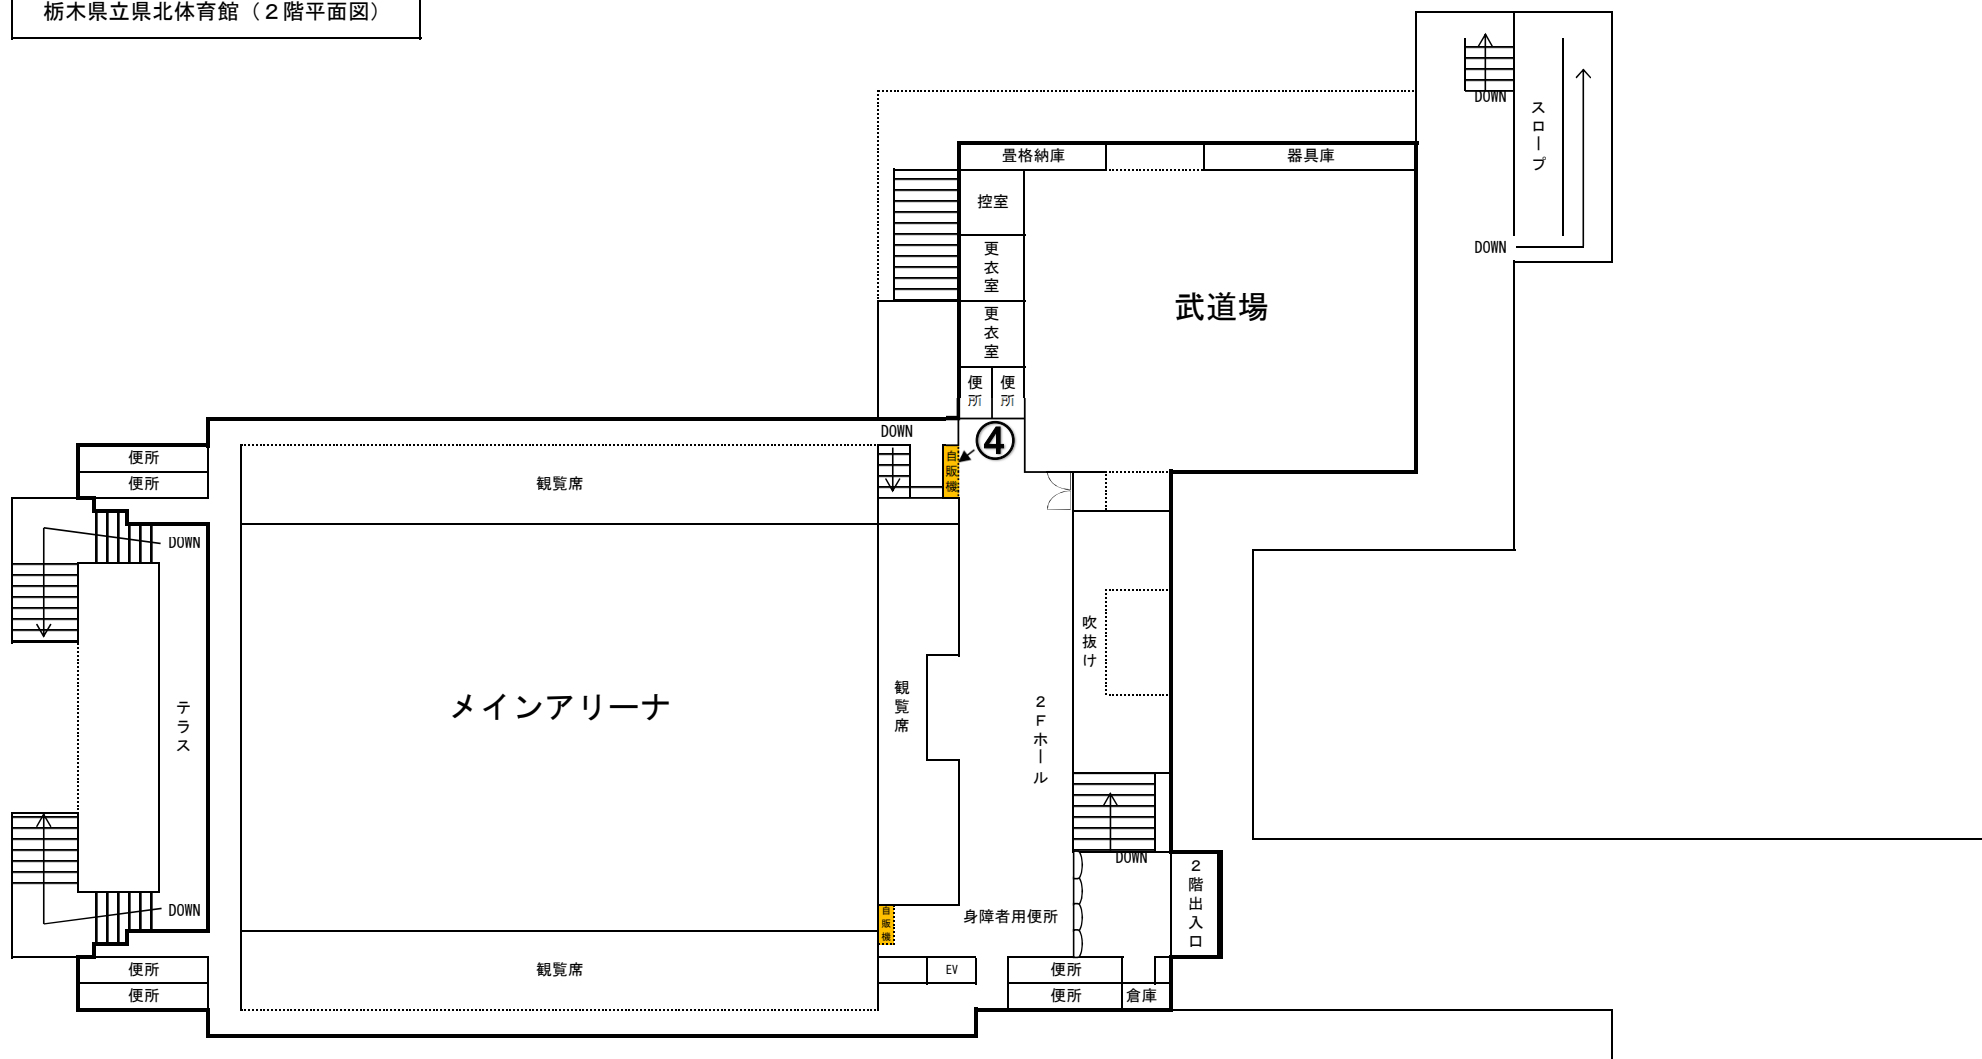 栃木県立県北体育館（２階平面図）
DOWN
スロープ
DOWN
畳格納庫
器具庫
控室
更衣室
更衣室
武道場
便所
便所
DOWN
④
自販機
便所
便所
観覧席
DOWN
吹抜け
観覧席
２Ｆホール
テラス
メインアリーナ
DOWN
２階出入口
DOWN
自販機
身障者用便所
便所
便所
観覧席
EV
便所
便所
倉庫